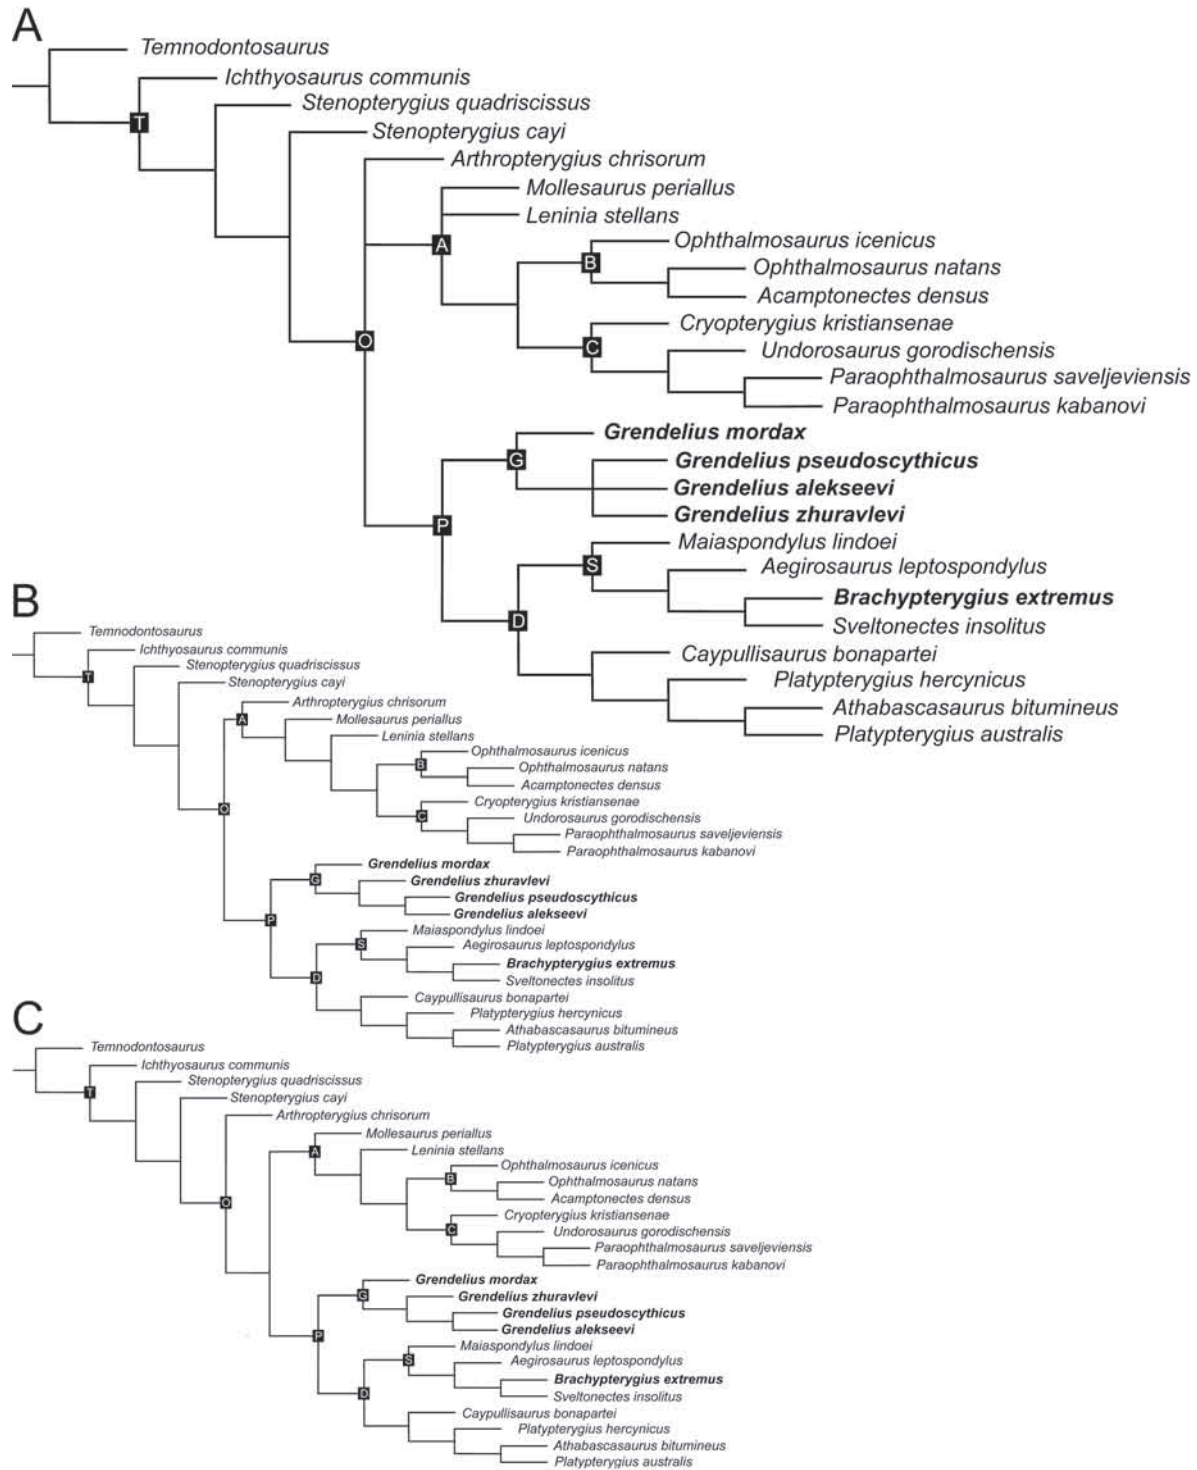 A
Temnodontosaurus
Ichthyosaurus communis
T
Stenopterygius quadriscissus
Stenopterygius cayi
Arthropterygius chrisorum
Mollesaurus periallus
Leninia stellans
A
Ophthalmosaurus icenicus
B
Ophthalmosaurus natans
Acamptonectes densus
Cryopterygius kristiansenae
O
C
Undorosaurus gorodischensis
Paraophthalmosaurus saveljeviensis
Paraophthalmosaurus kabanovi
Grendelius mordax
G
Grendelius pseudoscythicus
Grendelius alekseevi
Grendelius zhuravlevi
P
Maiaspondylus lindoei
S
Aegirosaurus leptospondylus
Brachypterygius extremus
D
Sveltonectes insolitus
Caypullisaurus bonapartei
Platypterygius hercynicus
Athabascasaurus bitumineus
Platypterygius australis
B
Temnodontosaurus
Ichthyosaurus communis
Stenopterygius quadriscissus
T
Stenopterygius cayi
Arthropterygius chrisorum
A
Mollesaurus periallus
Leninia stellans
Ophthalmosaurus icenicus
B
Ophthalmosaurus natans
Acamptonectes densus
Cryopterygius kristiansenae
O
C
Undorosaurus gorodischensis
Paraophthalmosaurus saveljeviensis
Paraophthalmosaurus kabanovi
Grendelius mordax
G
Grendelius zhuravlevi
Grendelius pseudoscythicus
Grendelius alekseevi
P
Maiaspondylus lindoei
S
Aegirosaurus leptospondylus
Brachypterygius extremus
D
Sveltonectes insolitus
Caypullisaurus bonapartei
Platypterygius hercynicus
Athabascasaurus bitumineus
Platypterygius australis
C
Temnodontosaurus
Ichthyosaurus communis
Stenopterygius quadriscissus
T
Stenopterygius cayi
Arthropterygius chrisorum
Mollesaurus periallus
A
Leninia stellans
Ophthalmosaurus icenicus
B
Ophthalmosaurus natans
Acamptonectes densus
O
Cryopterygius kristiansenae
C
Undorosaurus gorodischensis
Paraophthalmosaurus saveljeviensis
Paraophthalmosaurus kabanovi
Grendelius mordax
G
Grendelius zhuravlevi
Grendelius pseudoscythicus
Grendelius alekseevi
P
Maiaspondylus lindoei
S
Aegirosaurus leptospondylus
Brachypterygius extremus
D
Sveltonectes insolitus
Caypullisaurus bonapartei
Platypterygius hercynicus
Athabascasaurus bitumineus
Platypterygius australis